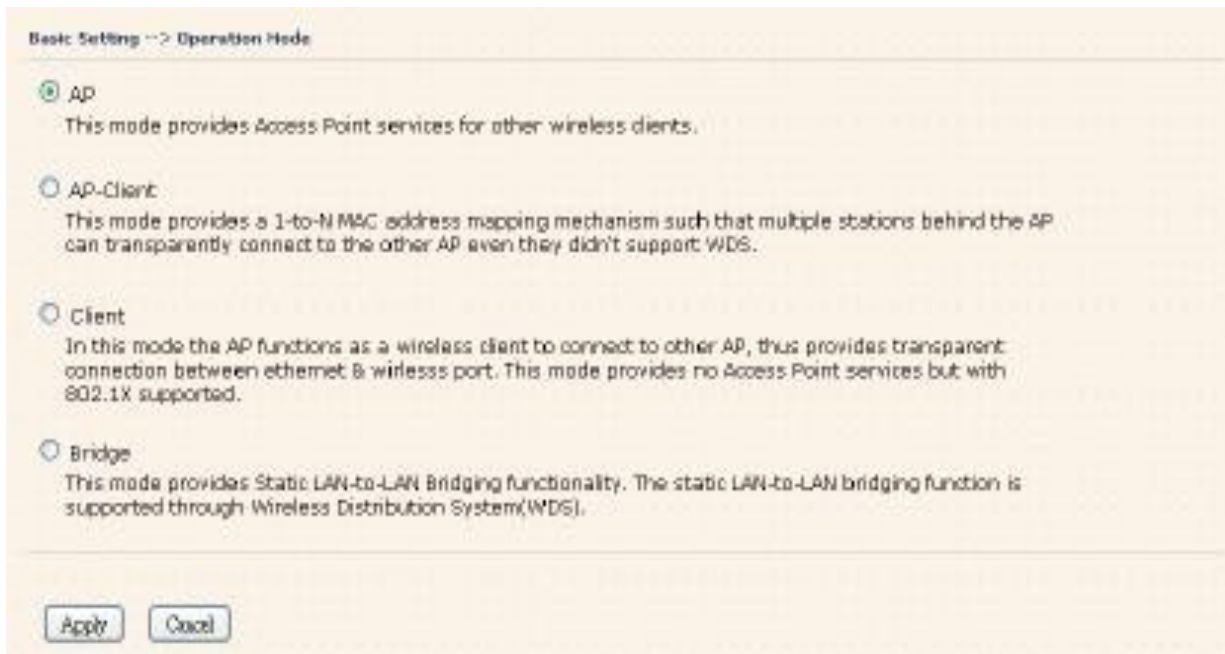 Basic Setting --> Operation Mode
AP
This mode provides Access Point services for other wireless clients.
AP-Client
This mode provides a 1-to-N MAC address mapping mechanism such that multiple stations behind the AP
can transparently connect to the other AP even they didn't support WDS.
Client
In this mode the AP functions as a wireless client to connect to other AP, thus provides transparent
connection between ethernet & wirlesss port. This mode provides no Access Point services but with
802.1X supported.
Bridge
This mode provides Static LAN-to-LAN Bridging functionality. The static LAN-to-LAN bridging function is
supported through Wireless Distribution System(WDS).
Apply Cancel